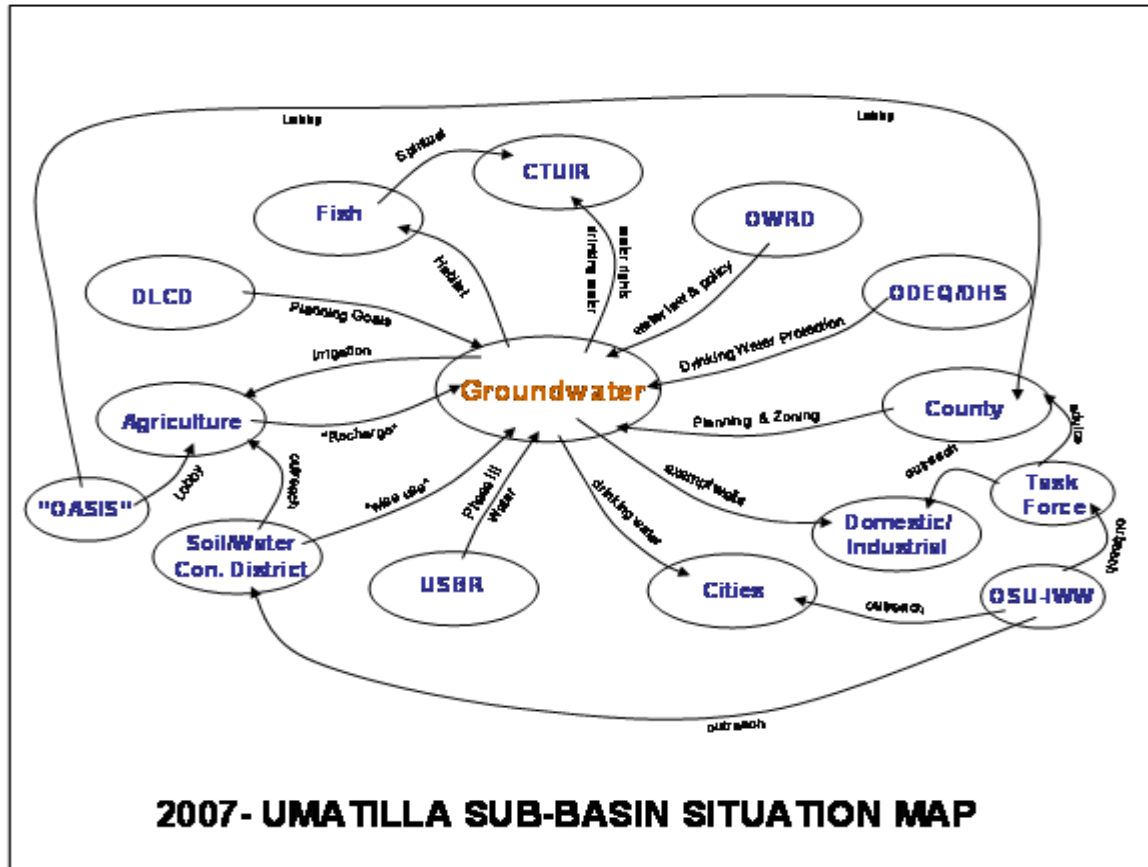 Lobby
Lobby
Spiritual
CTUIR
Fish
OWRD
Habitat
water rights
drinking water
DLCD
ODEQ/DHS
Planning Goals
water law & policy
Irrigation
Drinking Water Protection
Groundwater
Agriculture
County
Planning & Zoning
"Recharge"
advice
outreach
outreach
Lobby
"OASIS"
"Wise use"
Phase III
Water
drinking water
exempt wells
Task
Force
Domestic/
Industrial
outreach
Soil/Water
Con. District
USBR
Cities
OSU-IWW
outreach
outreach
2007- UMATILLA SUB-BASIN SITUATION MAP